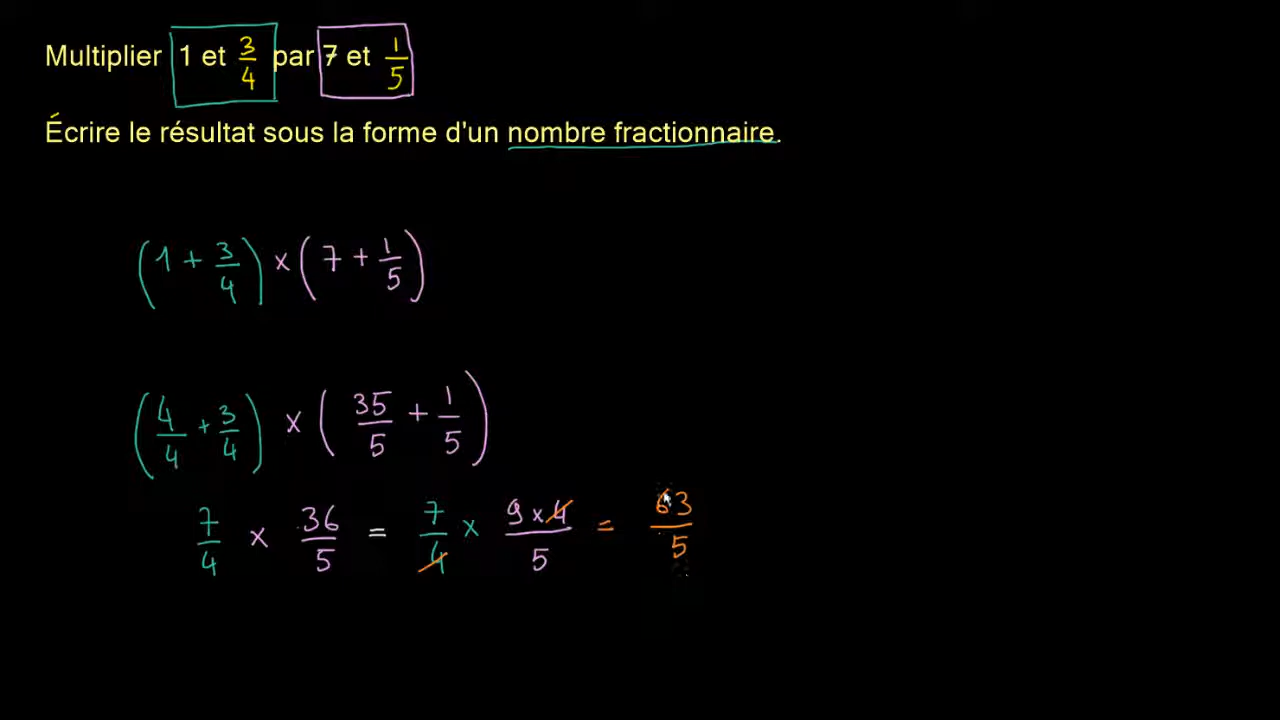 Multiplier 1 et 3/4 par 7 et 1/5
Écrire le résultat sous la forme d'un nombre fractionnaire.
(1 + 3/4) × (7 + 1/5)
(4/4 + 3/4) × (35/5 + 1/5)
7/4 × 36/5 = 7/4 × 9 × 4/5 = 63/5